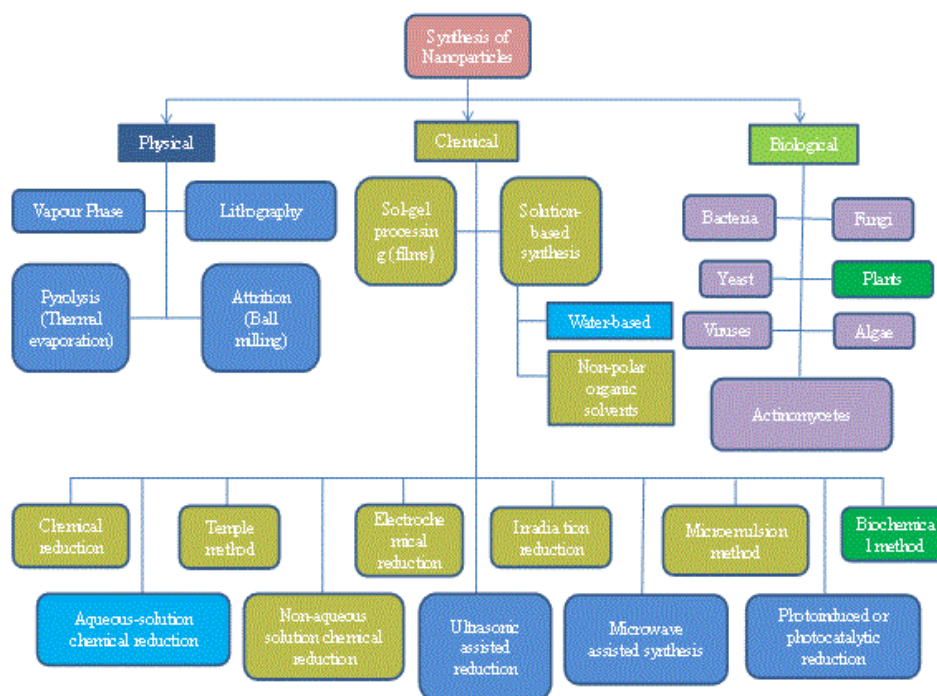 Synthesis of
Nanoparticles
Physical
Chemical
Biological
Vapour Phase
Lithography
Sol-gel
processin
g (films)
Solution-
based
synthesis
Bacteria
Fungi
Pyrolysis
(Thermal
evaporation)
Attrition
(Ball
milling)
Yeast
Plants
Water-based
Viruses
Algae
Non-polar
organic
solvents
Actinomycetes
Chemical
reduction
Temple
method
Electroche
mical
reduction
Irradiation
reduction
Microemulsion
method
Biochemica
l method
Aqueous-solution
chemical reduction
Non-aqueous
solution chemical
reduction
Ultrasonic
assisted
reduction
Microwave
assisted synthesis
Photoinduced or
photocatalytic
reduction